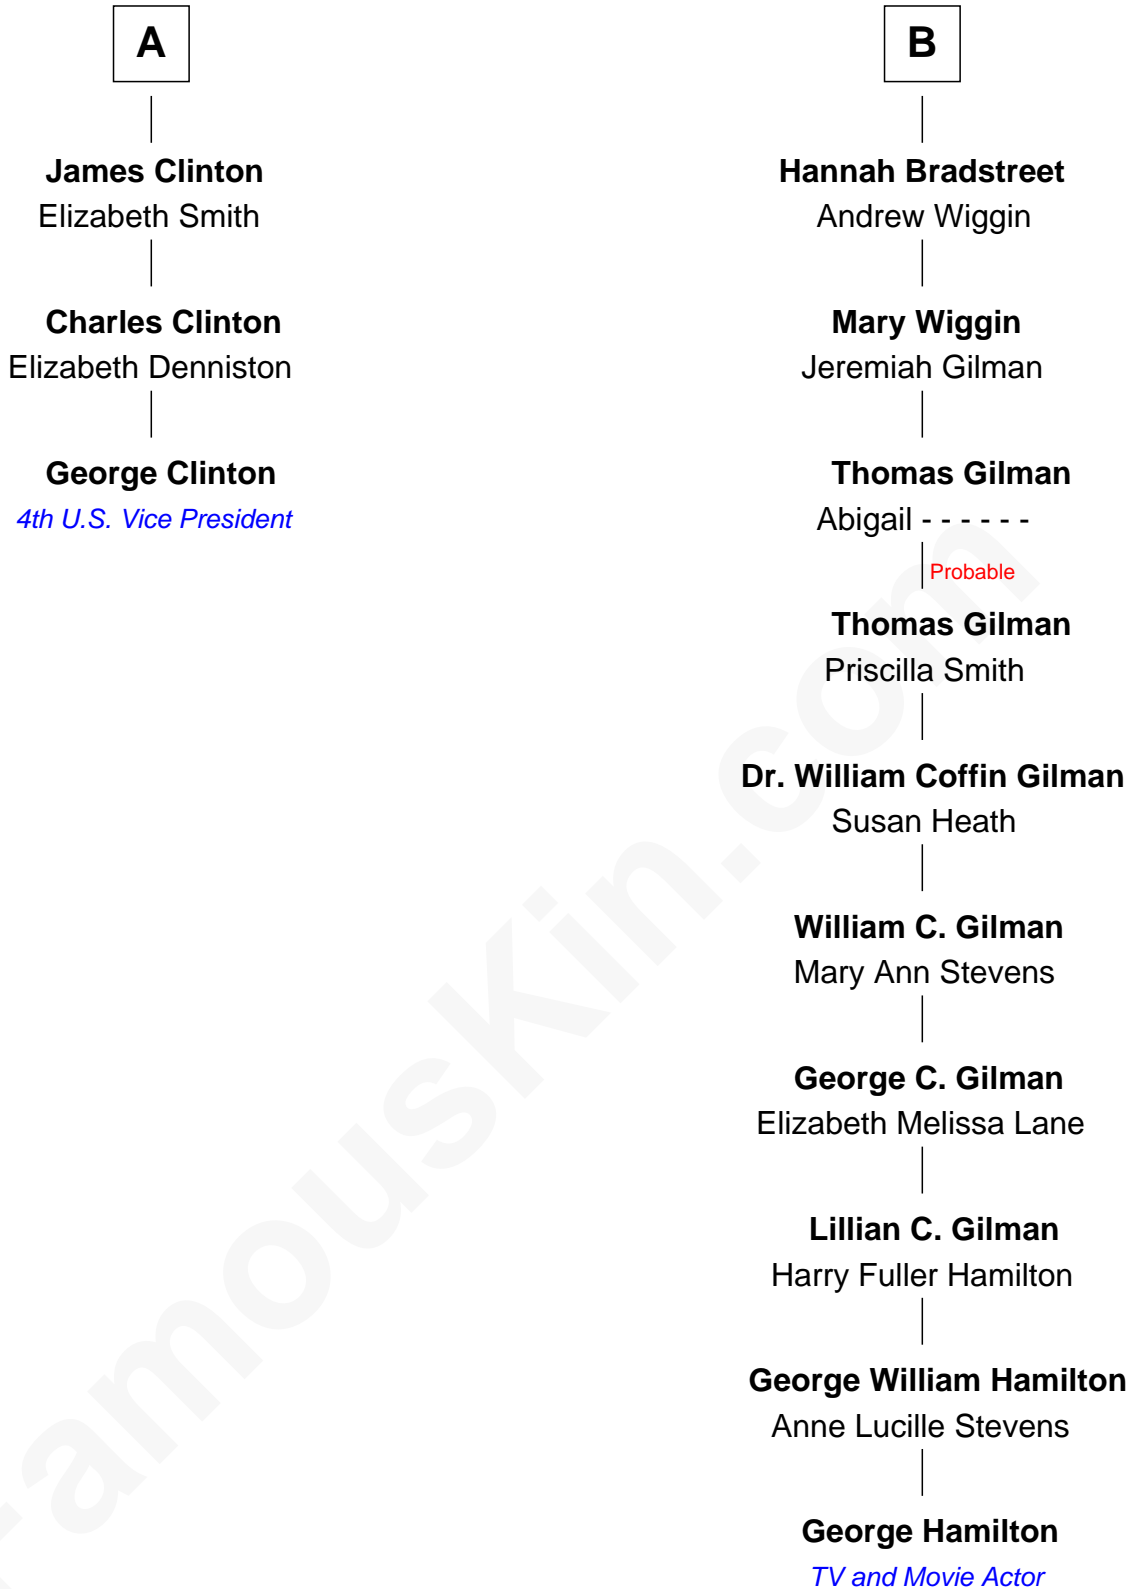 A
James Clinton
Elizabeth Smith
Charles Clinton
Elizabeth Denniston
George Clinton
4th U.S. Vice President
B
Hannah Bradstreet
Andrew Wiggin
Mary Wiggin
Jeremiah Gilman
Thomas Gilman
Abigail - - - - - -
Probable
Thomas Gilman
Priscilla Smith
Dr. William Coffin Gilman
Susan Heath
William C. Gilman
Mary Ann Stevens
George C. Gilman
Elizabeth Melissa Lane
Lillian C. Gilman
Harry Fuller Hamilton
George William Hamilton
Anne Lucille Stevens
George Hamilton
TV and Movie Actor
FamousKin.com